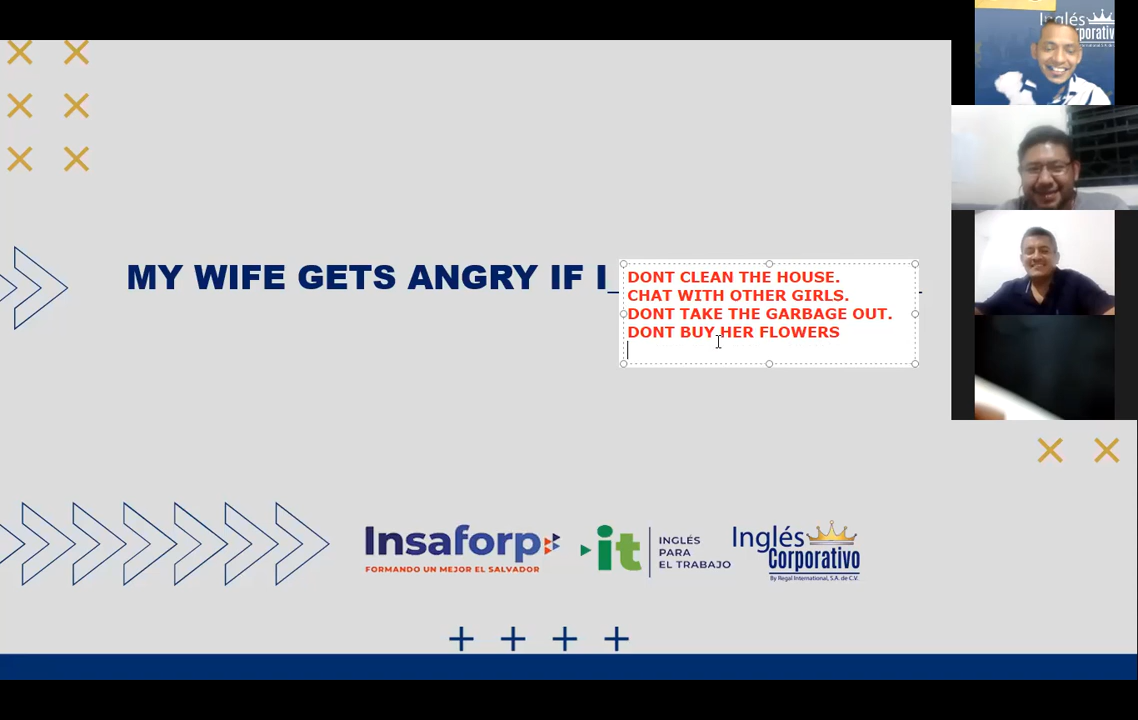 Inglés
Corporativo
MY WIFE GETS ANGRY IF I_
DONT CLEAN THE HOUSE.
CHAT WITH OTHER GIRLS.
DONT TAKE THE GARBAGE OUT.
DONT BUY HER FLOWERS
Insaforp
FORMANDO UN MEJOR EL SALVADOR
it
INGLÉS
PARA
EL TRABAJO
Inglés
Corporativo
By Regal International, S.A. de C.V.